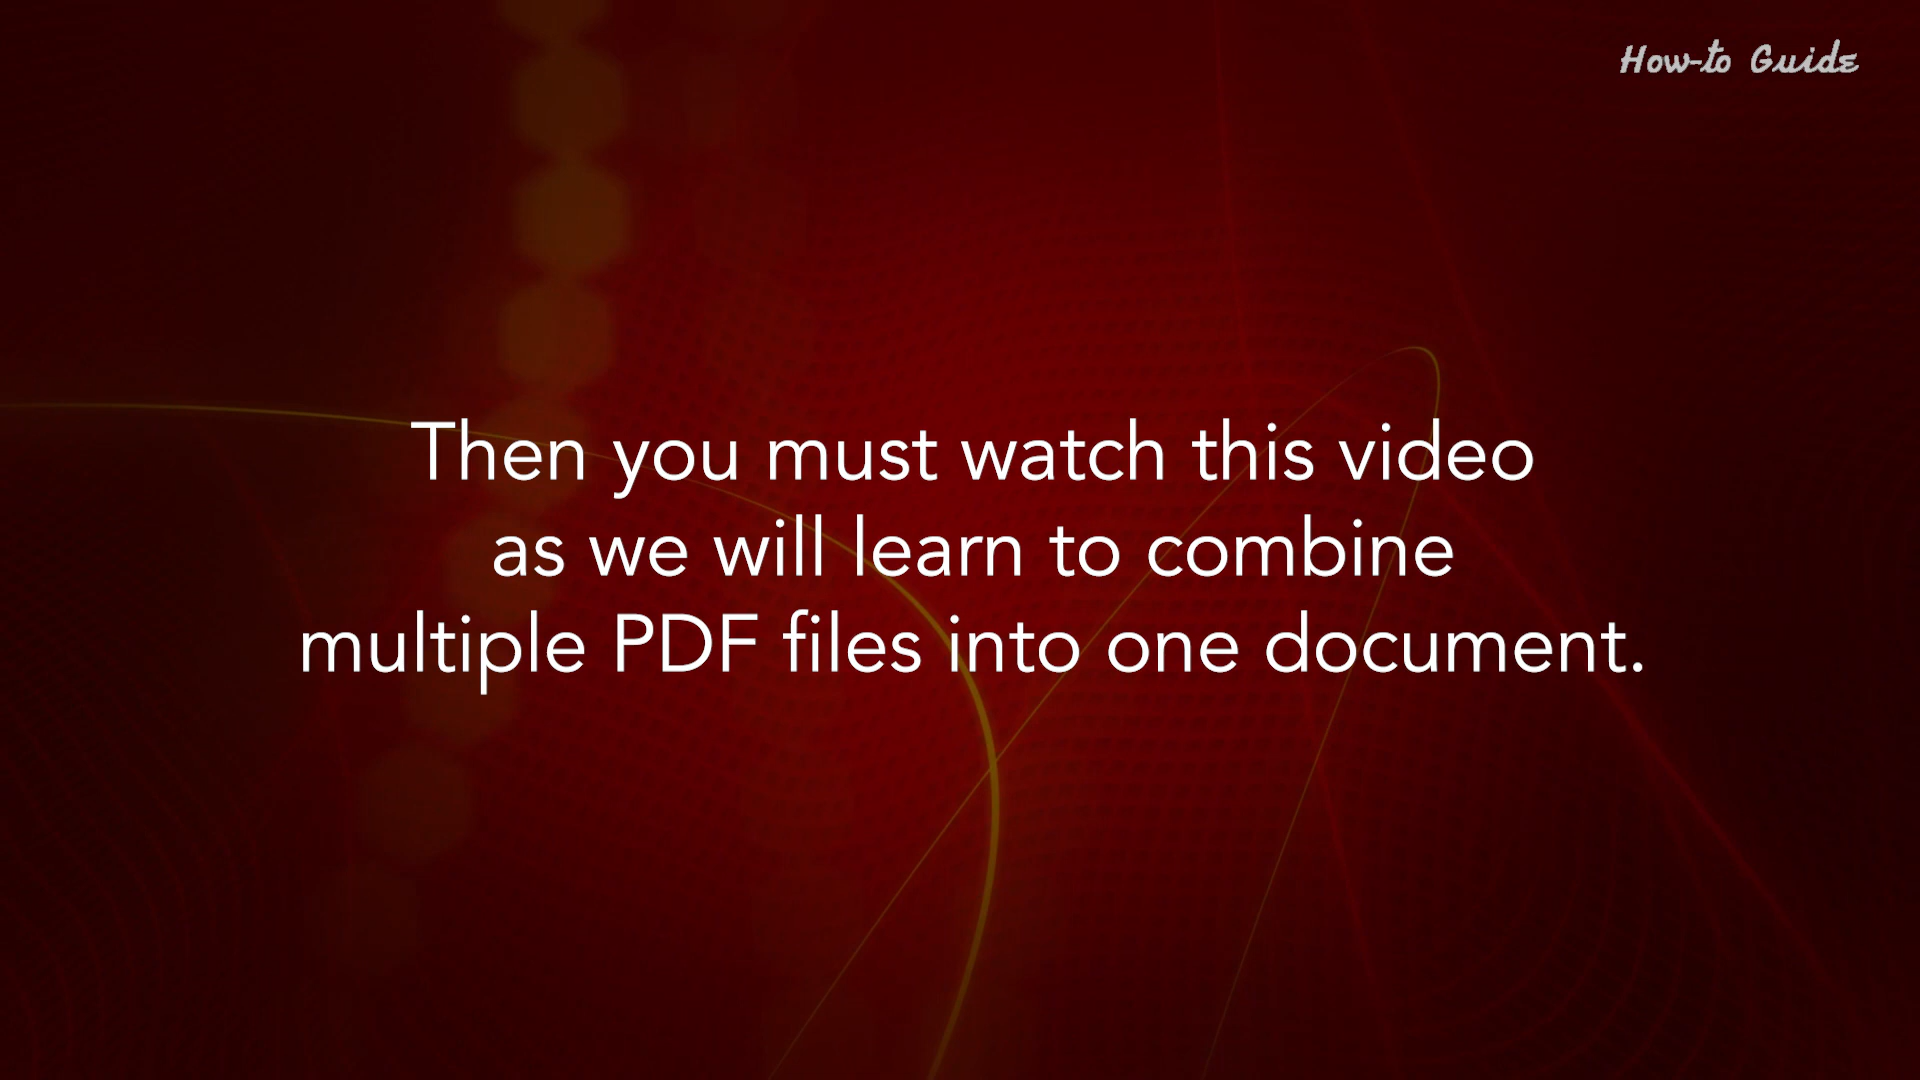 How-to Guide
Then you must watch this video
as we will learn to combine
multiple PDF files into one document.